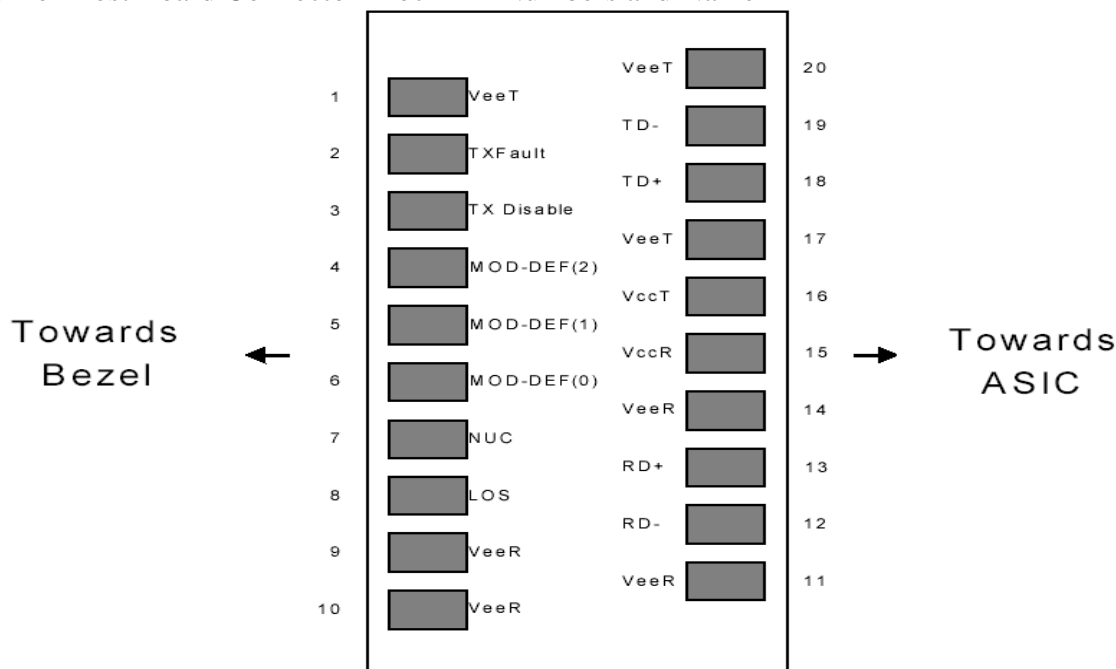 VeeT 20
1 VeeT
TD- 19
2 TXFault
TD+ 18
3 TX Disable
VeeT 17
4 MOD-DEF(2)
VccT 16
5 MOD-DEF(1)
Towards
Bezel
VccR 15
Towards
ASIC
6 MOD-DEF(0)
VeeR 14
7 NUC
RD+ 13
8 LOS
RD- 12
9 VeeR
VeeR 11
10 VeeR